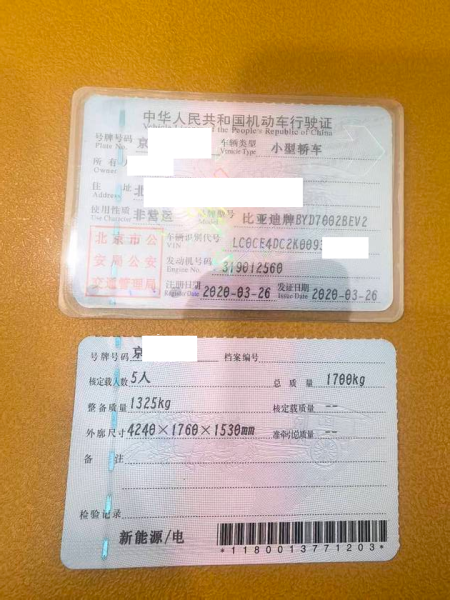 中华人民共和国机动车行驶证
Vehicle of the People's Republic of China
号牌号码 京 车辆类型 小型轿车
Plate No. Vehicle Type
所有
Owner
住 址 北
使用性质 非营运 号 比亚迪牌BYD7002BEV2
Use Character
北京市公安局公安交通管理局
车辆识别代号 LC0CE4DC2K009
VIN
发动机号码 319012560
Engine No.
注册日期 2020-03-26 发证日期 2020-03-26
Register Date Issue Date
号牌号码 京 档案编号
核定载人数 5人 总 质 量 1700kg
整备质量 1325kg 核定载质量 --
外廓尺寸 4240×1760×1530mm 准牵引总质量 --
备 注
检验记录
新能源/电
*1180013771203*